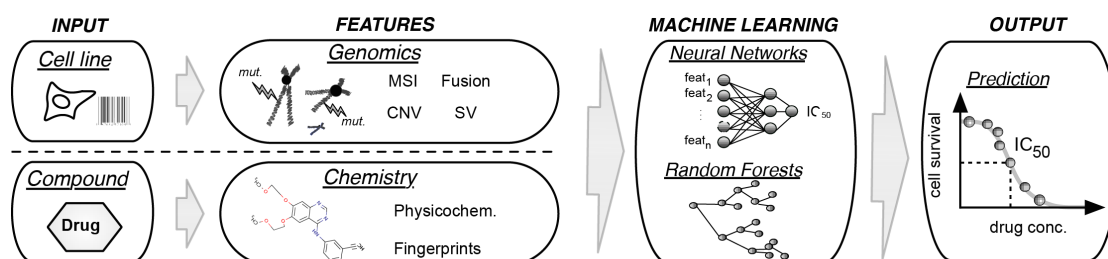 INPUT
FEATURES
MACHINE LEARNING
OUTPUT
Cell line
Genomics
mut.
mut.
MSI Fusion
CNV SV
Compound
Drug
Chemistry
Physicochem.
Fingerprints
Neural Networks
feat1
feat2
featn
IC50
Random Forests
Prediction
cell survival
IC50
drug conc.